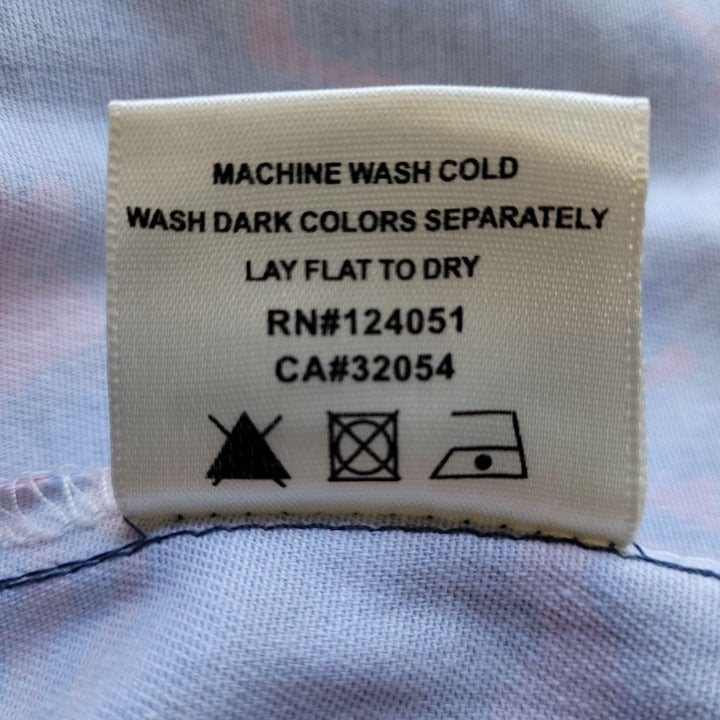 MACHINE WASH COLD
WASH DARK COLORS SEPARATELY
LAY FLAT TO DRY
RN#124051
CA#32054